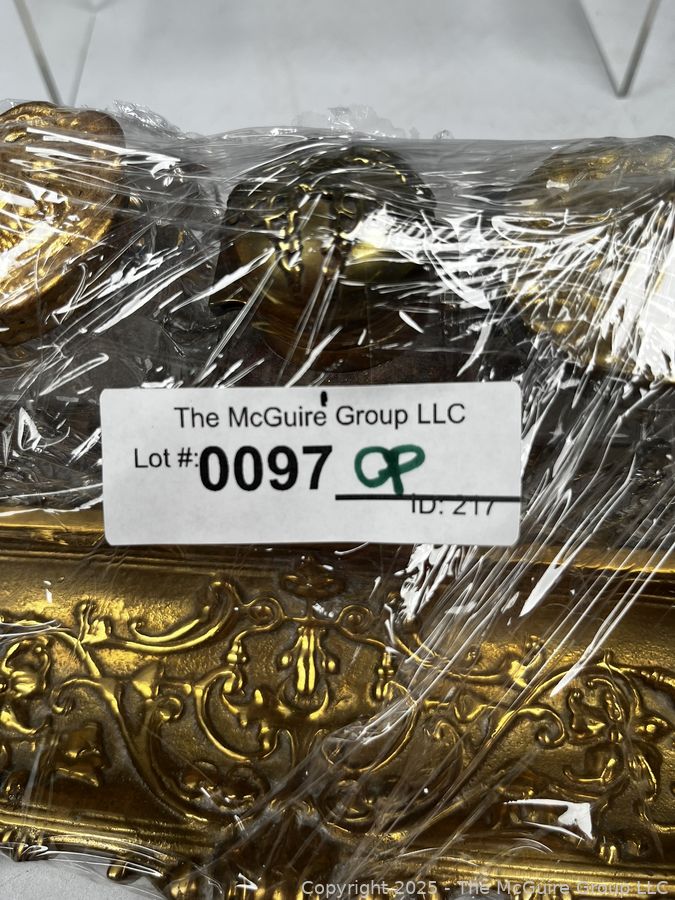 The McGuire Group LLC
Lot #: 0097 OP
ID: 217
Copyright 2025 - The McGuire Group LLC